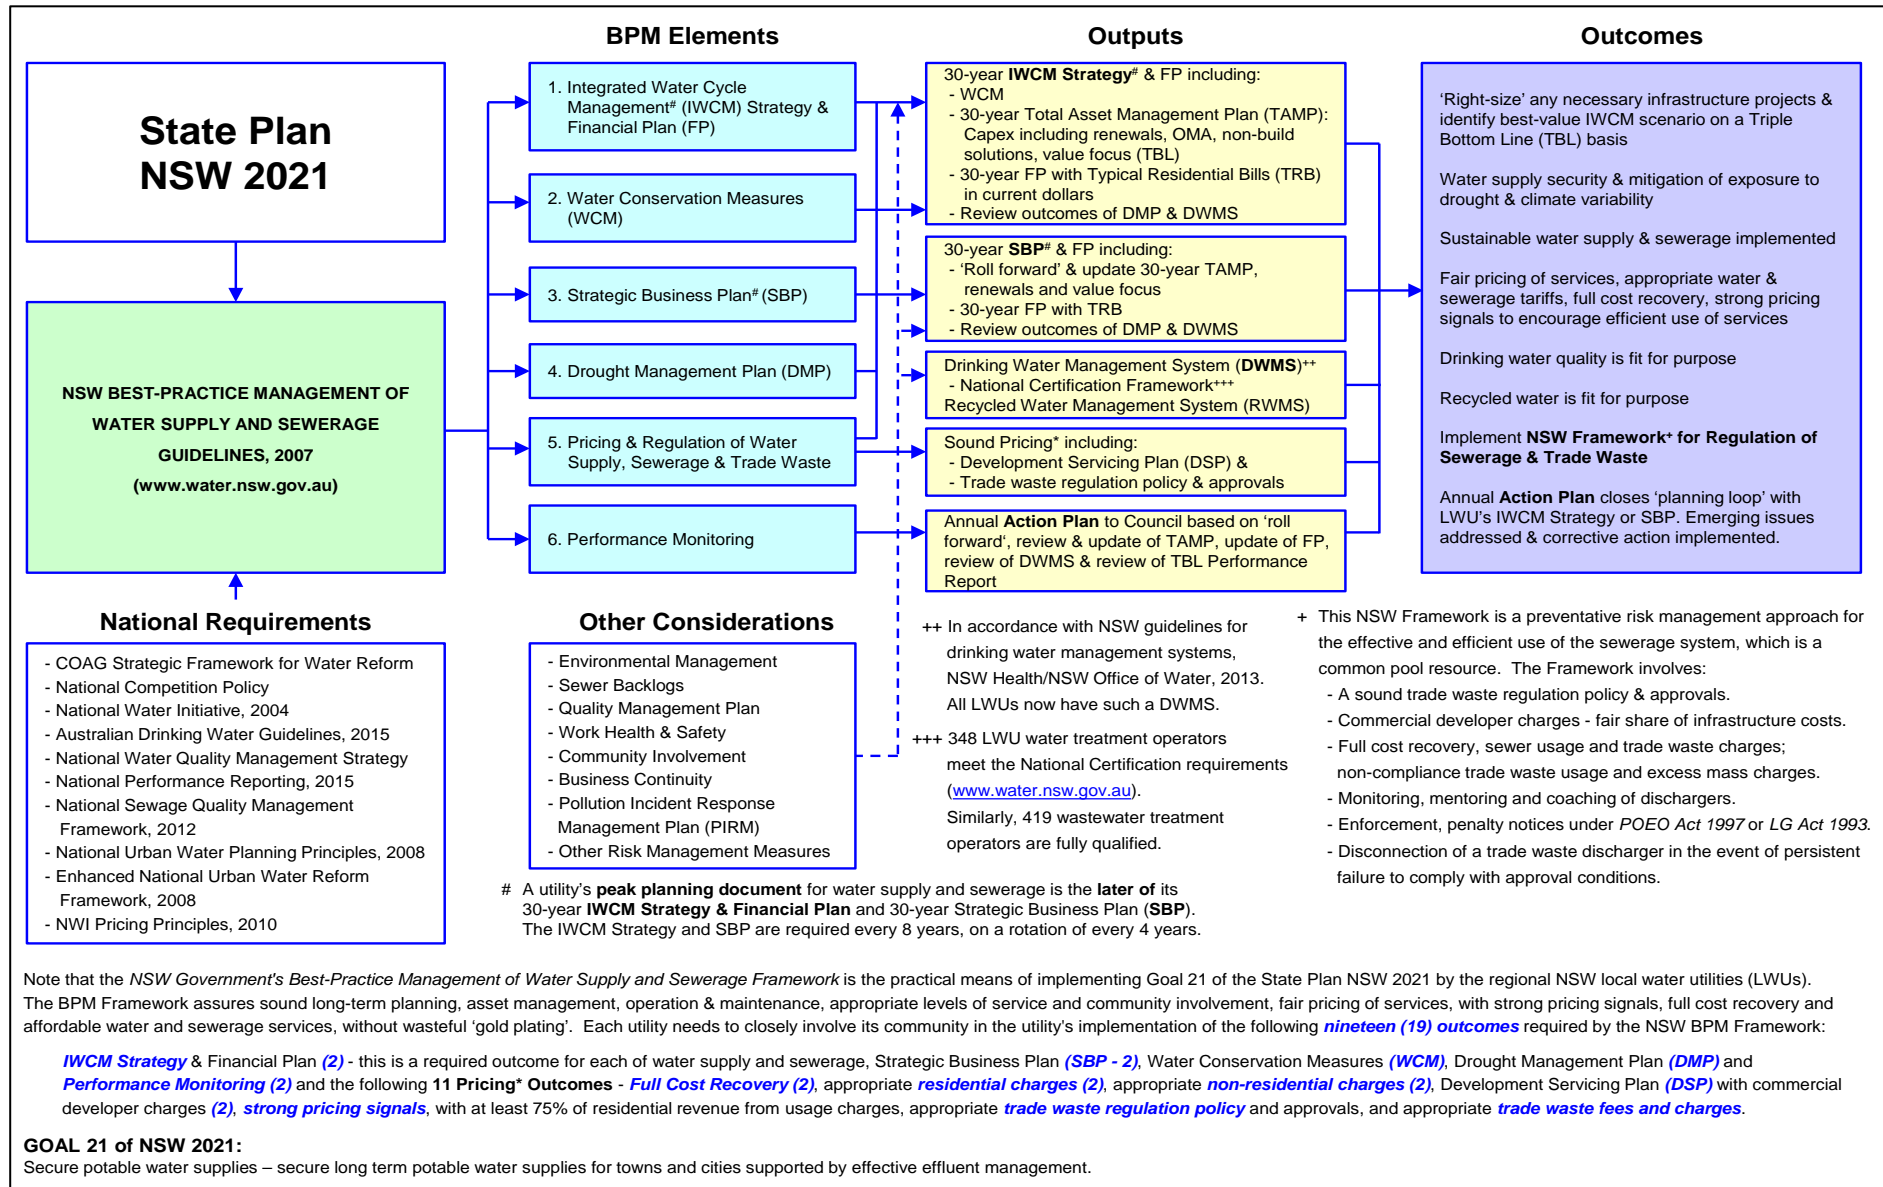 BPM Elements
Outputs
Outcomes
State Plan
NSW 2021
NSW BEST-PRACTICE MANAGEMENT OF
WATER SUPPLY AND SEWERAGE
GUIDELINES, 2007
(www.water.nsw.gov.au)
National Requirements
- COAG Strategic Framework for Water Reform
- National Competition Policy
- National Water Initiative, 2004
- Australian Drinking Water Guidelines, 2015
- National Water Quality Management Strategy
- National Performance Reporting, 2015
- National Sewage Quality Management
Framework, 2012
- National Urban Water Planning Principles, 2008
- Enhanced National Urban Water Reform
Framework, 2008
- NWI Pricing Principles, 2010
1. Integrated Water Cycle
Management# (IWCM) Strategy &
Financial Plan (FP)
2. Water Conservation Measures
(WCM)
3. Strategic Business Plan# (SBP)
4. Drought Management Plan (DMP)
5. Pricing & Regulation of Water
Supply, Sewerage & Trade Waste
6. Performance Monitoring
Other Considerations
- Environmental Management
- Sewer Backlogs
- Quality Management Plan
- Work Health & Safety
- Community Involvement
- Business Continuity
- Pollution Incident Response
Management Plan (PIRM)
- Other Risk Management Measures
30-year IWCM Strategy# & FP including:
- WCM
- 30-year Total Asset Management Plan (TAMP):
Capex including renewals, OMA, non-build
solutions, value focus (TBL)
- 30-year FP with Typical Residential Bills (TRB)
in current dollars
- Review outcomes of DMP & DWMS
30-year SBP# & FP including:
- ‘Roll forward’ & update 30-year TAMP,
renewals and value focus
- 30-year FP with TRB
- Review outcomes of DMP & DWMS
Drinking Water Management System (DWMS)++
- National Certification Framework+++
Recycled Water Management System (RWMS)
Sound Pricing* including:
- Development Servicing Plan (DSP) &
- Trade waste regulation policy & approvals
Annual Action Plan to Council based on ‘roll
forward‘, review & update of TAMP, update of FP,
review of DWMS & review of TBL Performance
Report
‘Right-size’ any necessary infrastructure projects &
identify best-value IWCM scenario on a Triple
Bottom Line (TBL) basis
Water supply security & mitigation of exposure to
drought & climate variability
Sustainable water supply & sewerage implemented
Fair pricing of services, appropriate water &
sewerage tariffs, full cost recovery, strong pricing
signals to encourage efficient use of services
Drinking water quality is fit for purpose
Recycled water is fit for purpose
Implement NSW Framework+ for Regulation of
Sewerage & Trade Waste
Annual Action Plan closes ‘planning loop’ with
LWU’s IWCM Strategy or SBP. Emerging issues
addressed & corrective action implemented.
++ In accordance with NSW guidelines for
drinking water management systems,
NSW Health/NSW Office of Water, 2013.
All LWUs now have such a DWMS.
+++ 348 LWU water treatment operators
meet the National Certification requirements
(www.water.nsw.gov.au).
Similarly, 419 wastewater treatment
operators are fully qualified.
+ This NSW Framework is a preventative risk management approach for
the effective and efficient use of the sewerage system, which is a
common pool resource. The Framework involves:
- A sound trade waste regulation policy & approvals.
- Commercial developer charges - fair share of infrastructure costs.
- Full cost recovery, sewer usage and trade waste charges;
non-compliance trade waste usage and excess mass charges.
- Monitoring, mentoring and coaching of dischargers.
- Enforcement, penalty notices under POEO Act 1997 or LG Act 1993.
- Disconnection of a trade waste discharger in the event of persistent
failure to comply with approval conditions.
# A utility’s peak planning document for water supply and sewerage is the later of its
30-year IWCM Strategy & Financial Plan and 30-year Strategic Business Plan (SBP).
The IWCM Strategy and SBP are required every 8 years, on a rotation of every 4 years.
Note that the NSW Government's Best-Practice Management of Water Supply and Sewerage Framework is the practical means of implementing Goal 21 of the State Plan NSW 2021 by the regional NSW local water utilities (LWUs).
The BPM Framework assures sound long-term planning, asset management, operation & maintenance, appropriate levels of service and community involvement, fair pricing of services, with strong pricing signals, full cost recovery and
affordable water and sewerage services, without wasteful ‘gold plating’. Each utility needs to closely involve its community in the utility's implementation of the following nineteen (19) outcomes required by the NSW BPM Framework:
IWCM Strategy & Financial Plan (2) - this is a required outcome for each of water supply and sewerage, Strategic Business Plan (SBP - 2), Water Conservation Measures (WCM), Drought Management Plan (DMP) and
Performance Monitoring (2) and the following 11 Pricing* Outcomes - Full Cost Recovery (2), appropriate residential charges (2), appropriate non-residential charges (2), Development Servicing Plan (DSP) with commercial
developer charges (2), strong pricing signals, with at least 75% of residential revenue from usage charges, appropriate trade waste regulation policy and approvals, and appropriate trade waste fees and charges.
GOAL 21 of NSW 2021:
Secure potable water supplies – secure long term potable water supplies for towns and cities supported by effective effluent management.